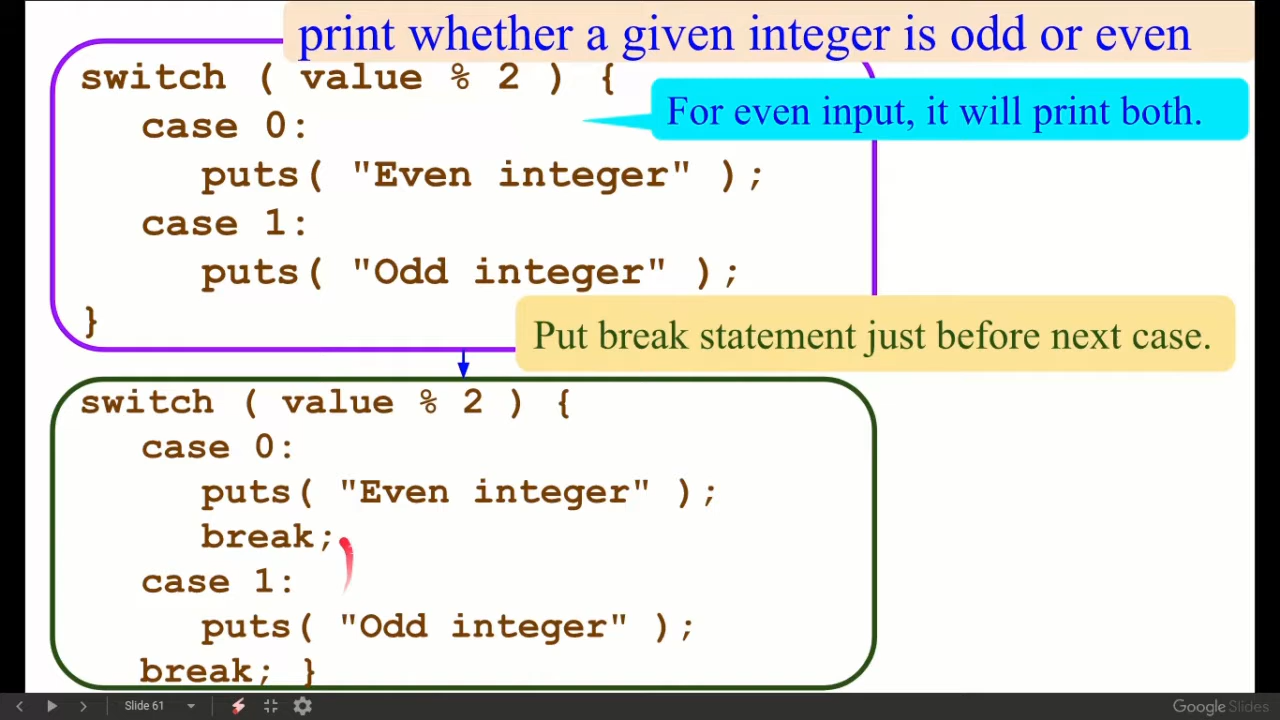 print whether a given integer is odd or even
switch ( value % 2 ) {
For even input, it will print both.
case 0:
puts( "Even integer" );
case 1:
puts( "Odd integer" );
}
Put break statement just before next case.
switch ( value % 2 ) {
case 0:
puts( "Even integer" );
break;
case 1:
puts( "Odd integer" );
break; }
Slide 61
Google Slides